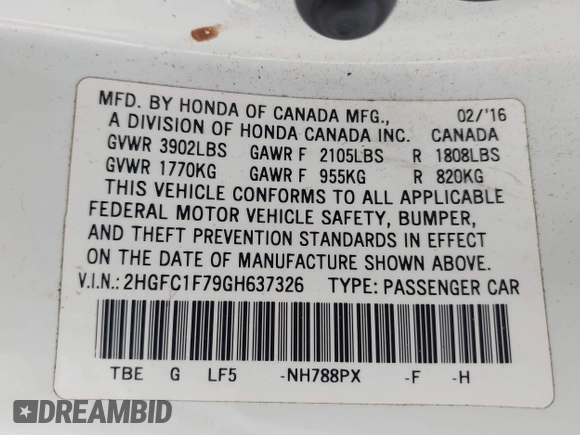 MFD. BY HONDA OF CANADA MFG., 02/'16
A DIVISION OF HONDA CANADA INC. CANADA
GVWR 3902LBS GAWR F 2105LBS R 1808LBS
GVWR 1770KG GAWR F 955KG R 820KG
THIS VEHICLE CONFORMS TO ALL APPLICABLE
FEDERAL MOTOR VEHICLE SAFETY, BUMPER,
AND THEFT PREVENTION STANDARDS IN EFFECT
ON THE DATE OF MANUFACTURE SHOWN ABOVE.
V.I.N.: 2HGFC1F79GH637326 TYPE: PASSENGER CAR
TBE G LF5 -NH788PX -F -H
DREAMBID